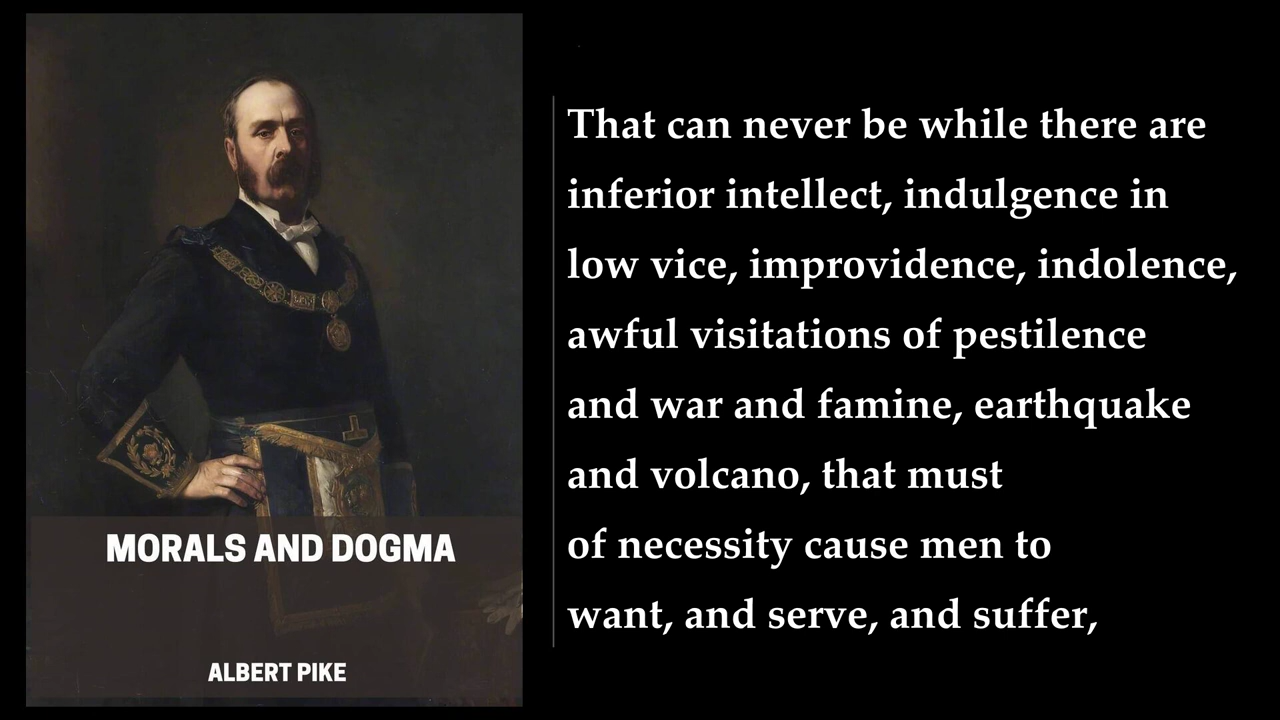 That can never be while there are
inferior intellect, indulgence in
low vice, improvidence, indolence,
awful visitations of pestilence
and war and famine, earthquake
and volcano, that must
of necessity cause men to
want, and serve, and suffer,
MORALS AND DOGMA
ALBERT PIKE